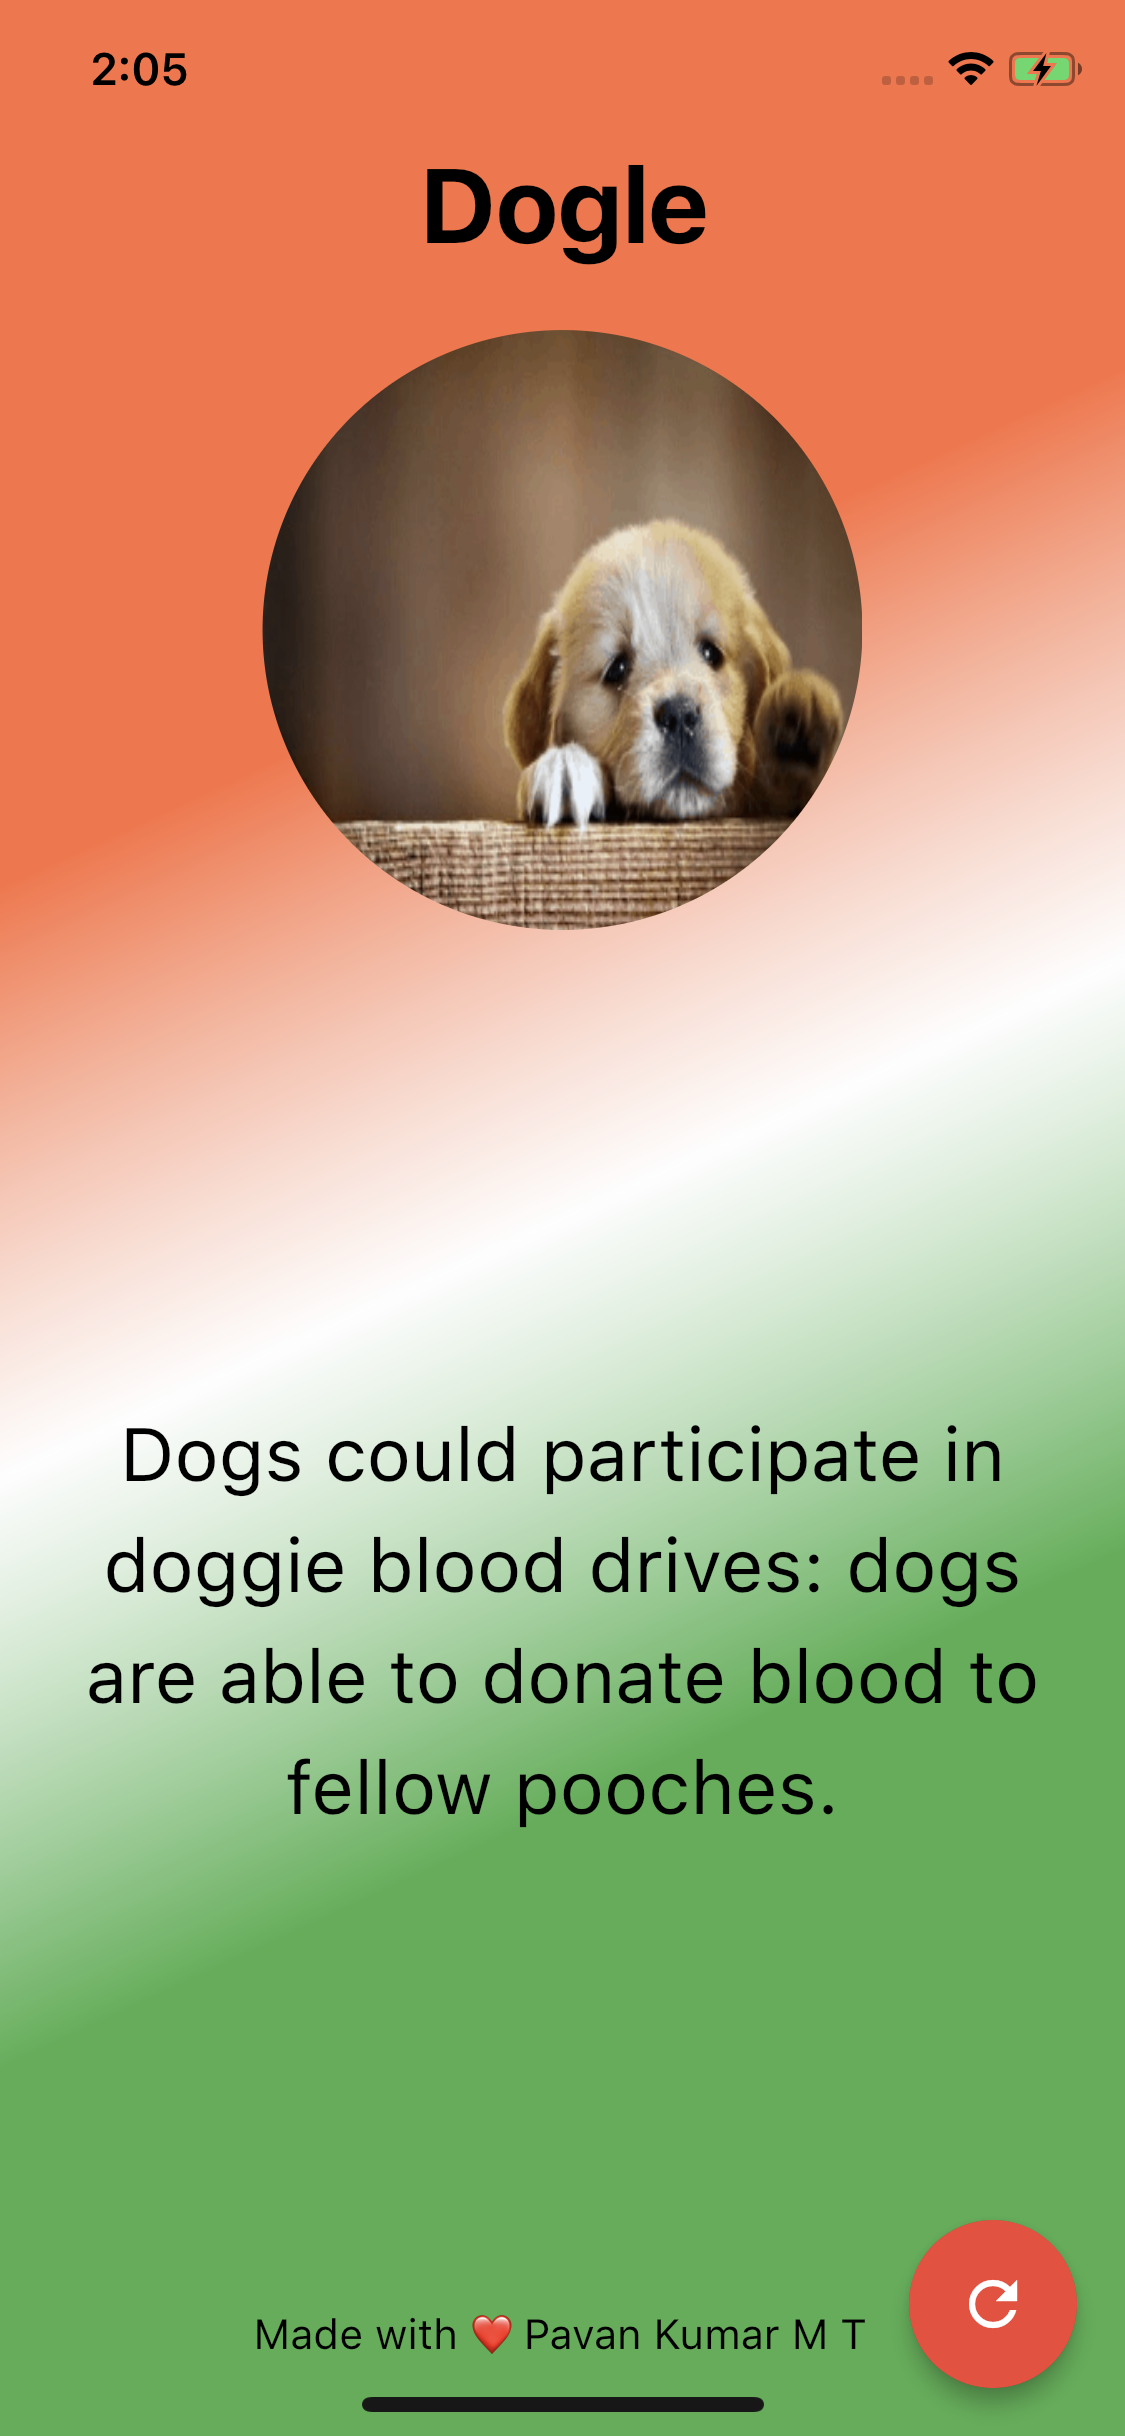 2:05
Dogle
Dogs could participate in
doggie blood drives: dogs
are able to donate blood to
fellow pooches.
Made with ❤️ Pavan Kumar M T